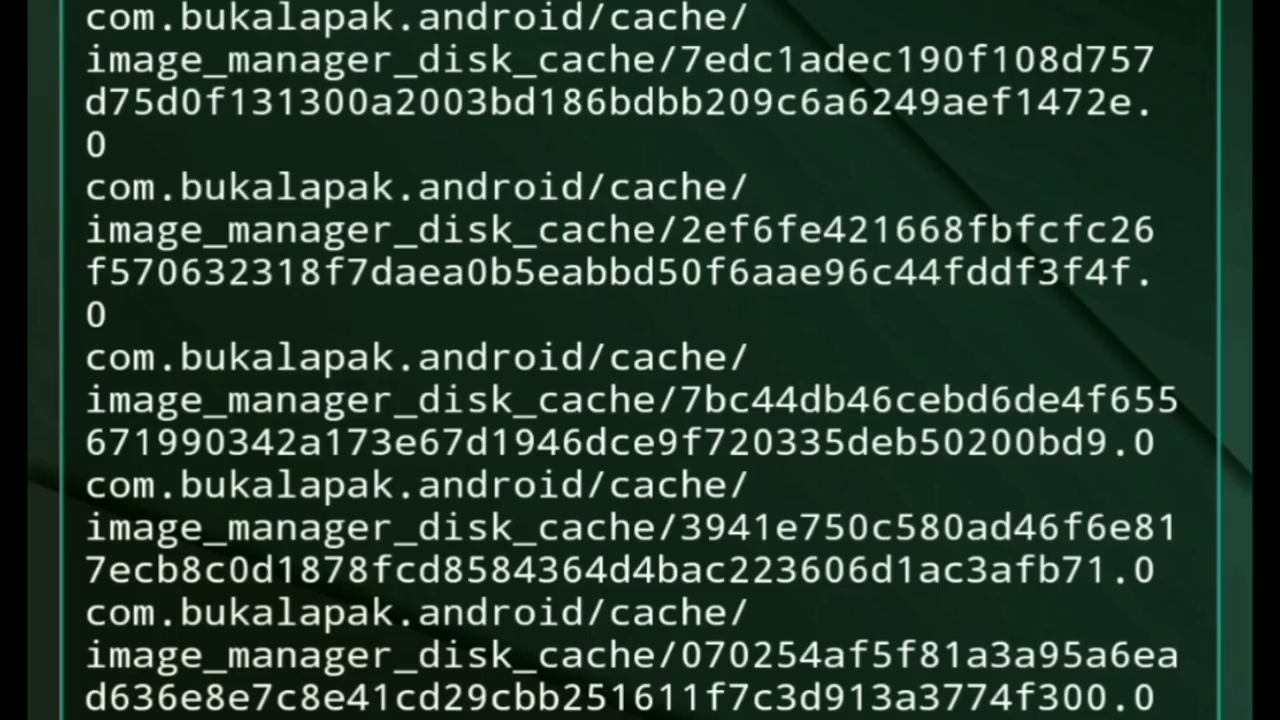 com.bukalapak.android/cache/
image_manager_disk_cache/7edc1adec190f108d757
d75d0f131300a2003bd186bdbb209c6a6249aef1472e.
0
com.bukalapak.android/cache/
image_manager_disk_cache/2ef6fe421668fbfcfc26
f570632318f7daea0b5eabbd50f6aae96c44fddf3f4f.
0
com.bukalapak.android/cache/
image_manager_disk_cache/7bc44db46cebd6de4f655
671990342a173e67d1946dce9f720335deb50200bd9.0
com.bukalapak.android/cache/
image_manager_disk_cache/3941e750c580ad46f6e81
7ecb8c0d1878fcd8584364d4bac223606d1ac3afb71.0
com.bukalapak.android/cache/
image_manager_disk_cache/070254af5f81a3a95a6ea
d636e8e7c8e41cd29cbb251611f7c3d913a3774f300.0